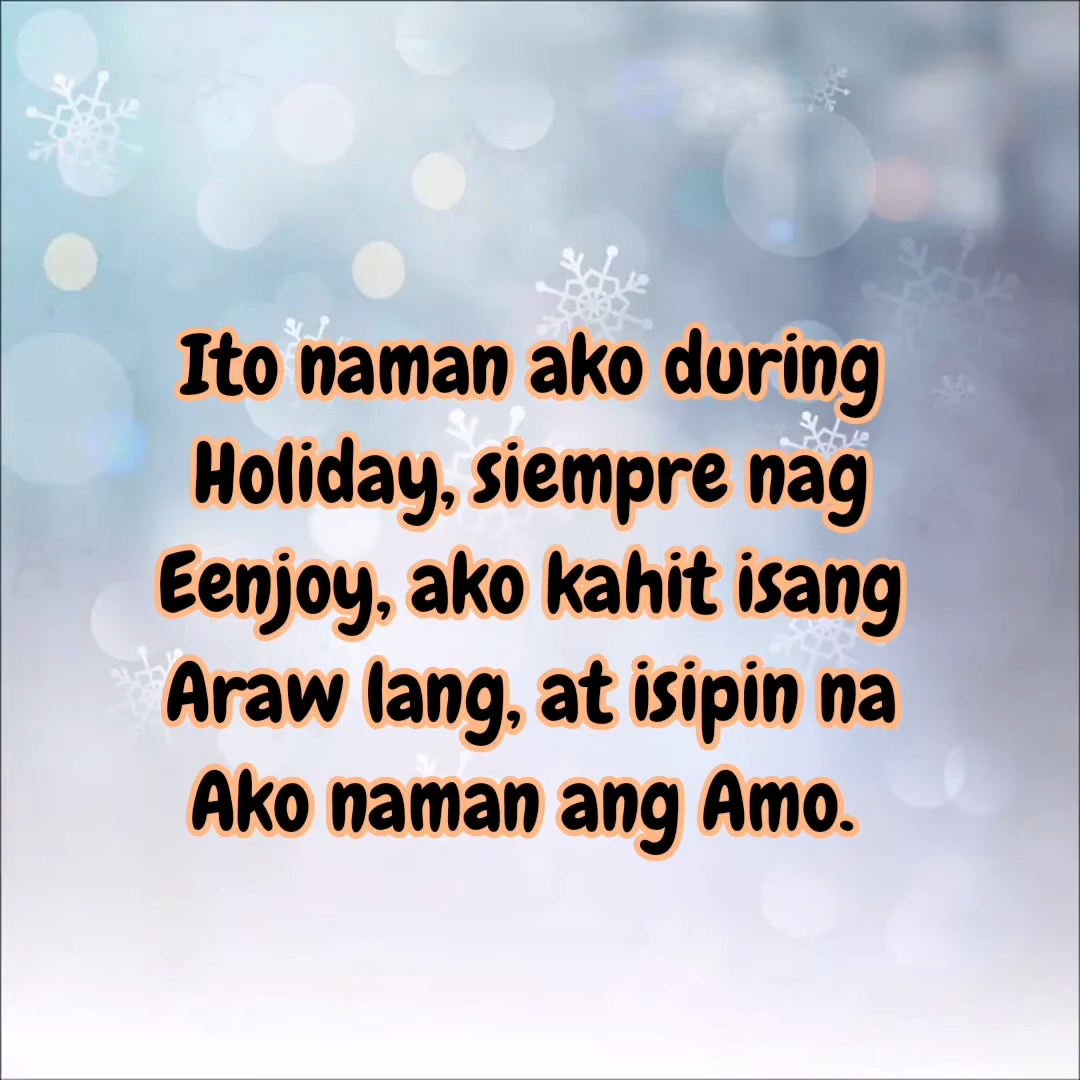 Ito naman ako during
Holiday, siempre nag
Eenjoy, ako kahit isang
Araw lang, at isipin na
Ako naman ang Amo.